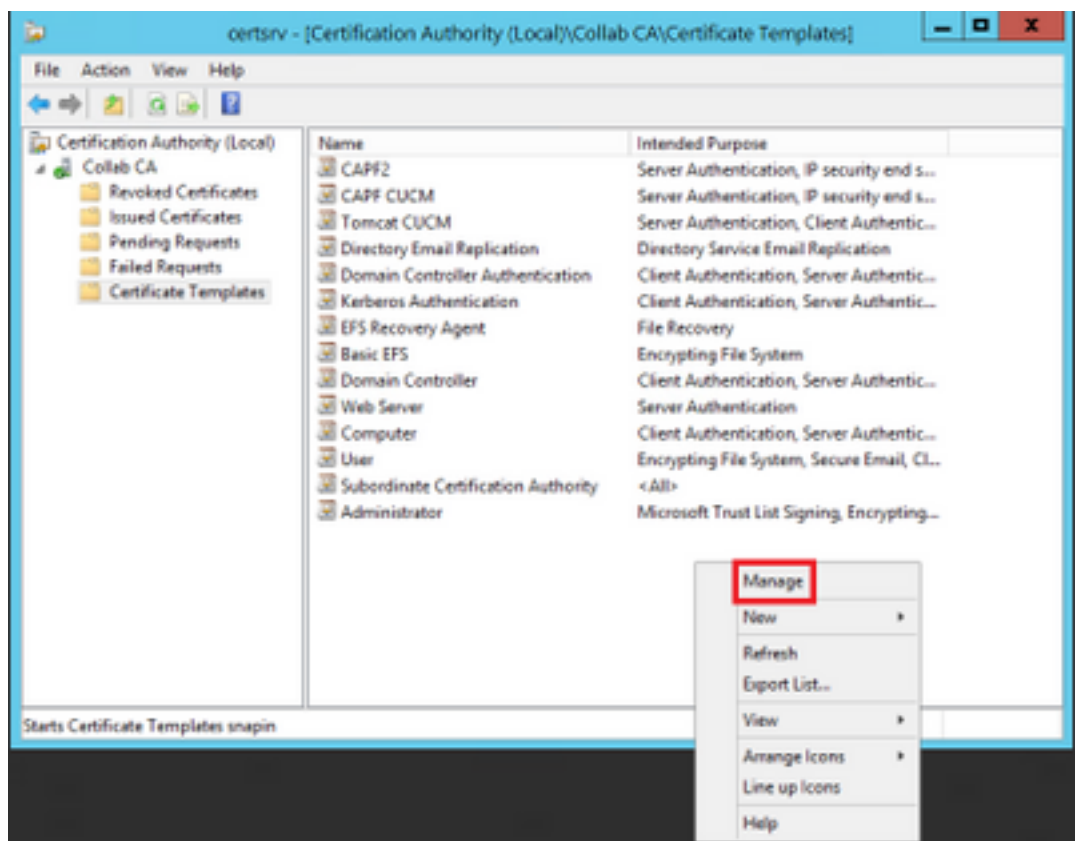 certsrv - [Certification Authority (Local)\Collab CA\Certificate Templates]
File Action View Help
Certification Authority (Local)
Collab CA
Revoked Certificates
Issued Certificates
Pending Requests
Failed Requests
Certificate Templates
Name Intended Purpose
CAPF2 Server Authentication, IP security end s...
CAPF CUCM Server Authentication, IP security end s...
Tomcat CUCM Server Authentication, Client Authentic...
Directory Email Replication Directory Service Email Replication
Domain Controller Authentication Client Authentication, Server Authentic...
Kerberos Authentication Client Authentication, Server Authentic...
EFS Recovery Agent File Recovery
Basic EFS Encrypting File System
Domain Controller Client Authentication, Server Authentic...
Web Server Server Authentication
Computer Client Authentication, Server Authentic...
User Encrypting File System, Secure Email, Cl...
Subordinate Certification Authority <All>
Administrator Microsoft Trust List Signing, Encrypting...
Manage
New
Refresh
Export List...
View
Arrange Icons
Line up Icons
Help
Starts Certificate Templates snapin